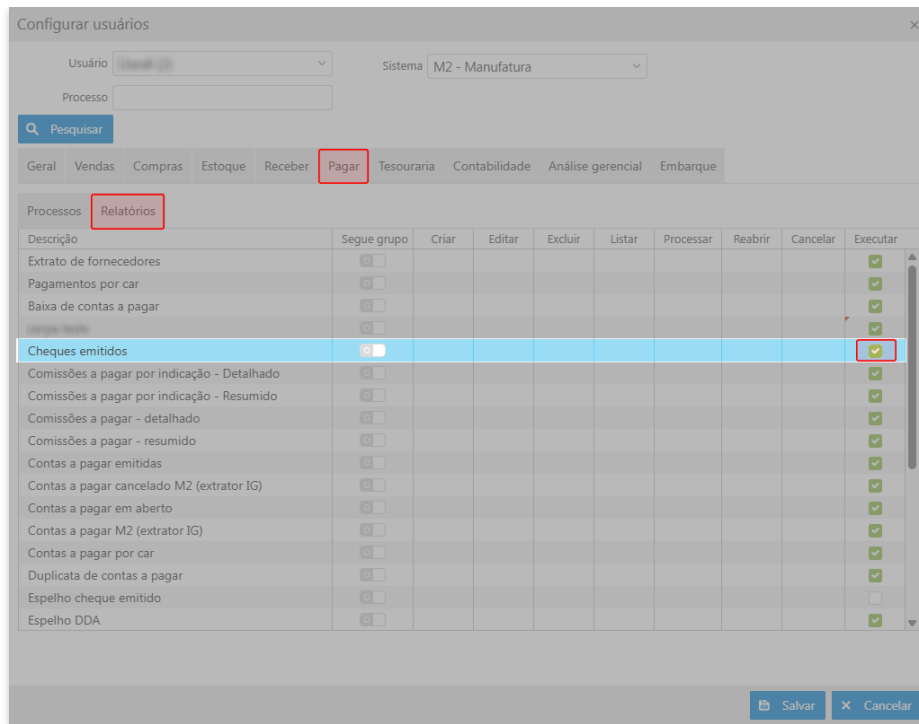 Configurar usuários
Usuário
Sistema M2 - Manufatura
Processo
Pesquisar
Geral Vendas Compras Estoque Receber Pagar Tesouraria Contabilidade Análise gerencial Embarque
Processos Relatórios
Descrição Segue grupo Criar Editar Excluir Listar Processar Reabrir Cancelar Executar
Extrato de fornecedores
Pagamentos por car
Baixa de contas a pagar
Cheques emitidos
Comissões a pagar por indicação - Detalhado
Comissões a pagar por indicação - Resumido
Comissões a pagar - detalhado
Comissões a pagar - resumido
Contas a pagar emitidas
Contas a pagar cancelado M2 (extrator IG)
Contas a pagar em aberto
Contas a pagar M2 (extrator IG)
Contas a pagar por car
Duplicata de contas a pagar
Espelho cheque emitido
Espelho DDA
Salvar Cancelar